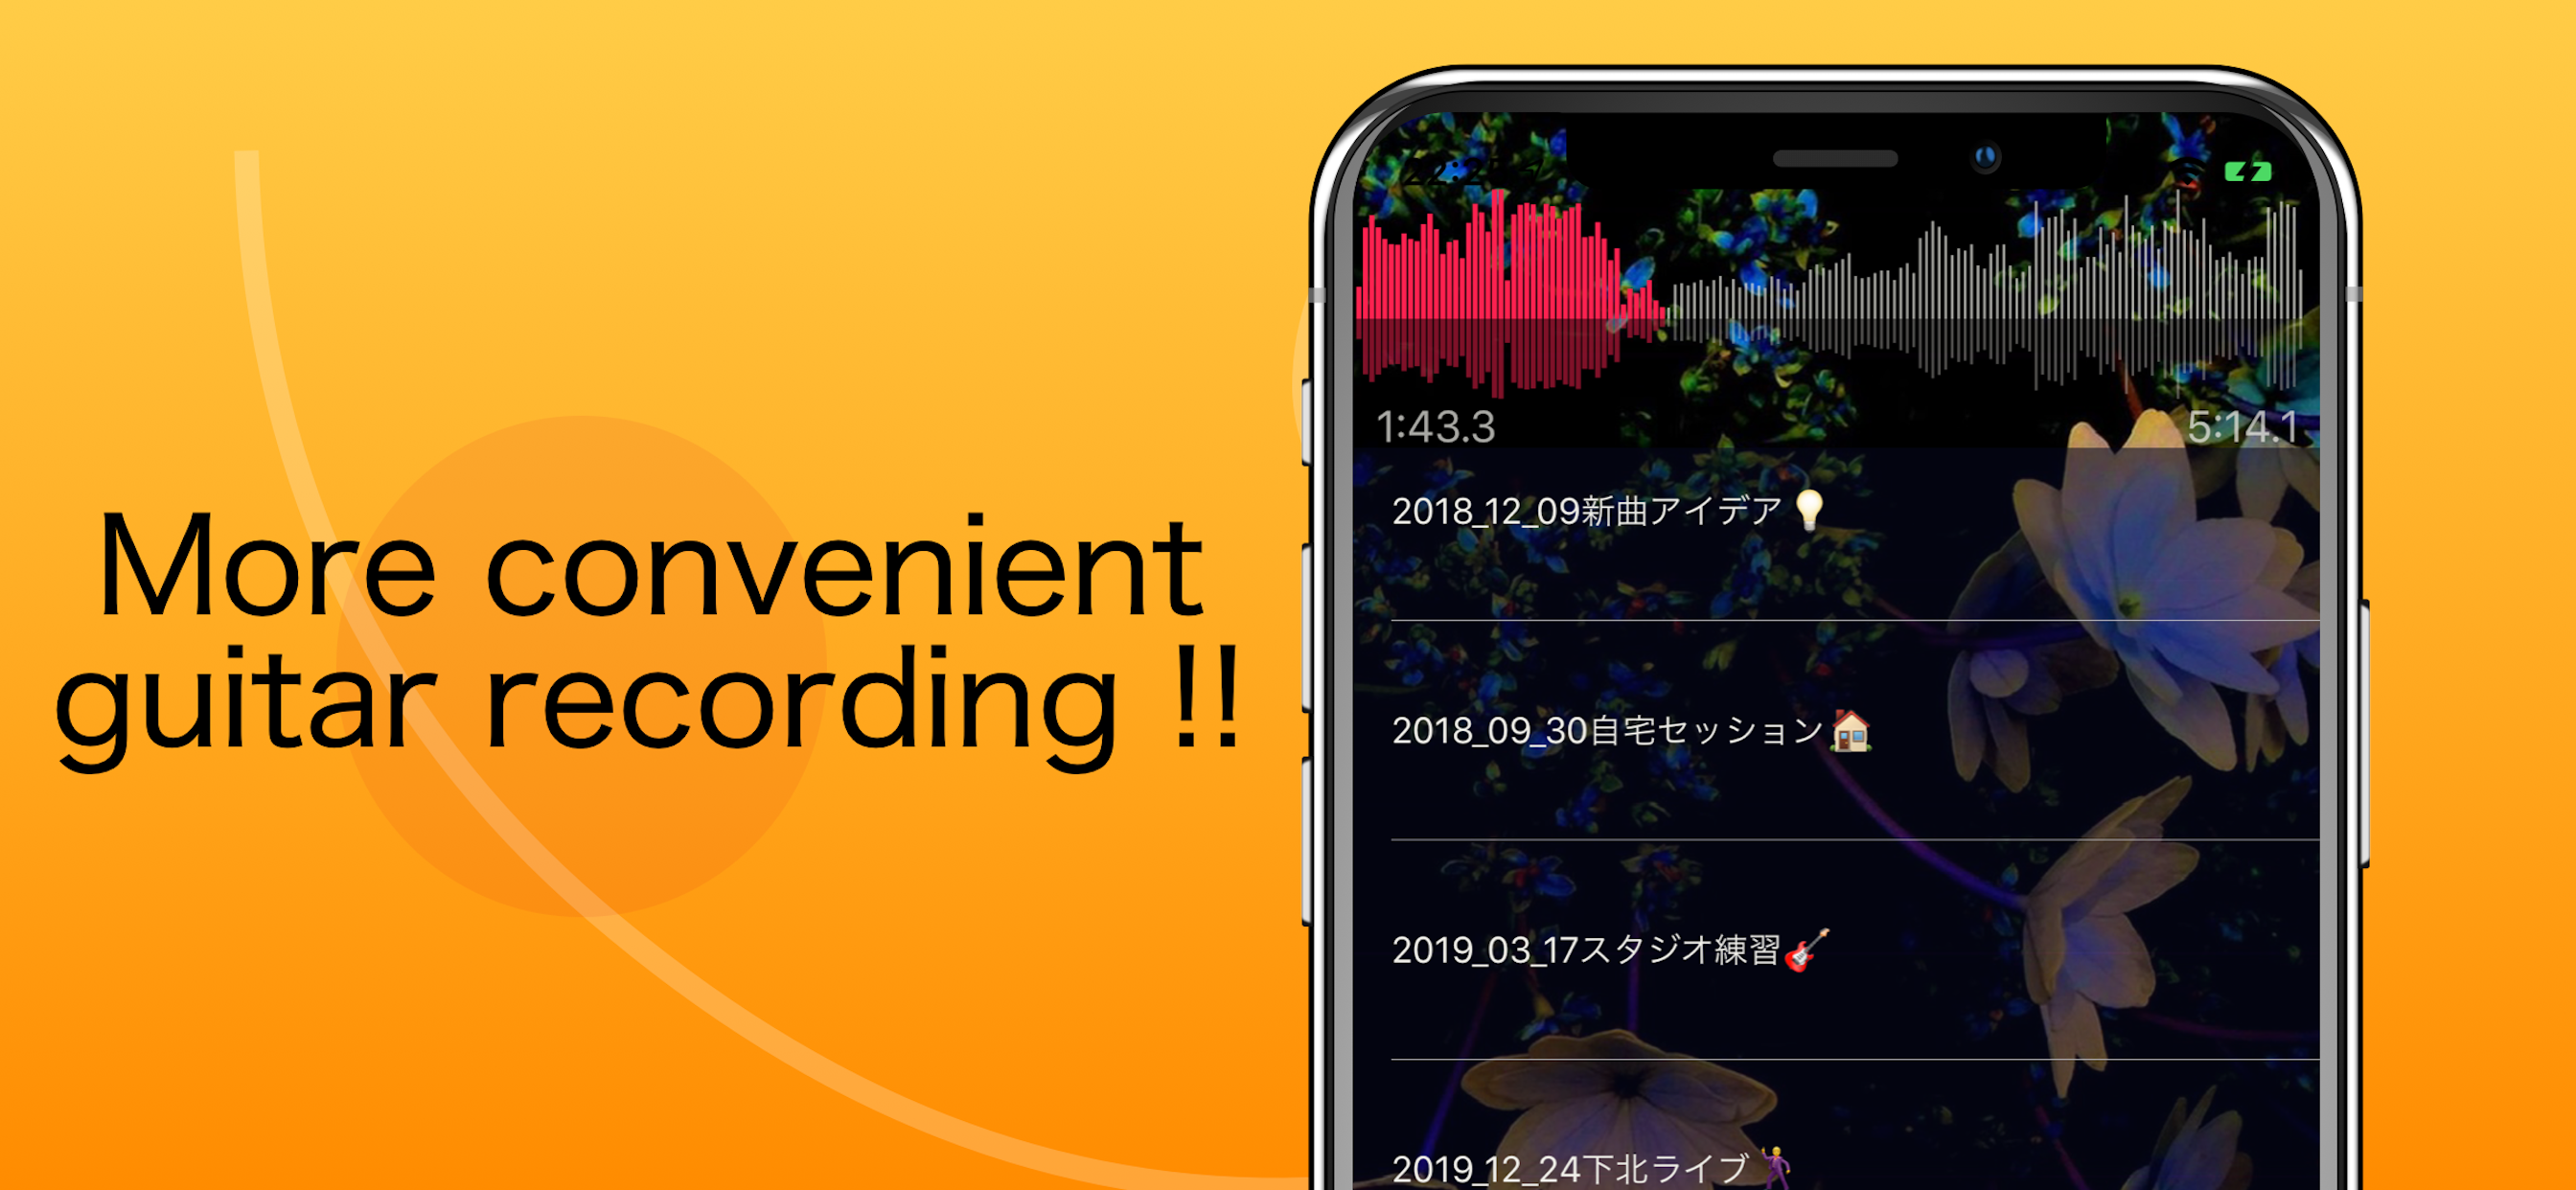 More convenient
guitar recording !!
1:43.3
5:14.1
2018_12_09新曲アイデア💡
2018_09_30自宅セッション🏠
2019_03_17スタジオ練習🎸
2019_12_24下北ライブ🕺